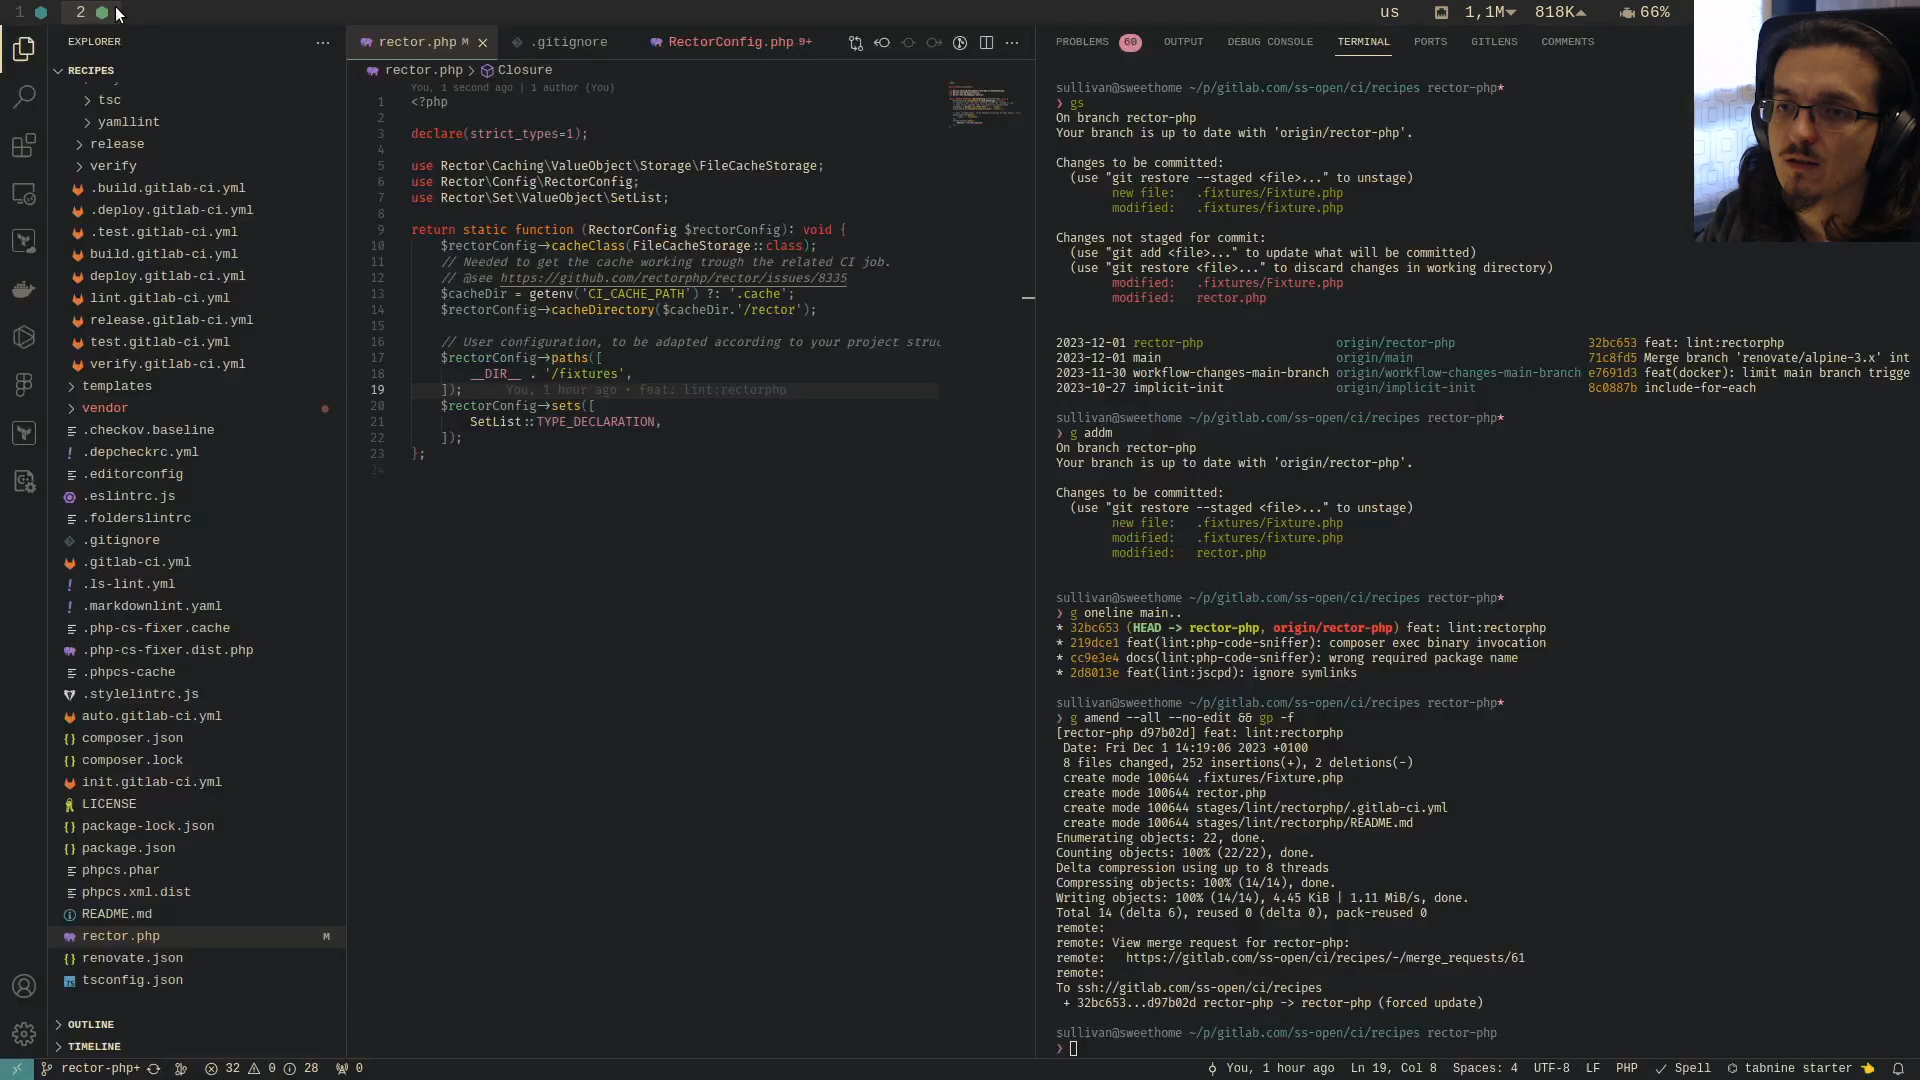 1
2
us
1,1M
818K
66%
EXPLORER
RECIPES
tsc
yamllint
release
verify
.build.gitlab-ci.yml
.deploy.gitlab-ci.yml
.test.gitlab-ci.yml
build.gitlab-ci.yml
deploy.gitlab-ci.yml
lint.gitlab-ci.yml
release.gitlab-ci.yml
test.gitlab-ci.yml
verify.gitlab-ci.yml
templates
vendor
.checkov.baseline
.depcheckrc.yml
.editorconfig
.eslintrc.js
.folderslintrc
.gitignore
.gitlab-ci.yml
.ls-lint.yml
.markdownlint.yaml
.php-cs-fixer.cache
.php-cs-fixer.dist.php
.phpcs-cache
.stylelintrc.js
auto.gitlab-ci.yml
composer.json
composer.lock
init.gitlab-ci.yml
LICENSE
package-lock.json
package.json
phpcs.phar
phpcs.xml.dist
README.md
rector.php M
renovate.json
tsconfig.json
OUTLINE
TIMELINE
rector.php M
.gitignore
RectorConfig.php 9+
rector.php > Closure
You, 1 second ago | 1 author (You)
1 <?php
2
3 declare(strict_types=1);
4
5 use Rector\Caching\ValueObject\Storage\FileCacheStorage;
6 use Rector\Config\RectorConfig;
7 use Rector\Set\ValueObject\SetList;
8
9 return static function (RectorConfig $rectorConfig): void {
10 $rectorConfig->cacheClass(FileCacheStorage::class);
11 // Needed to get the cache working trough the related CI job.
12 // @see https://github.com/rectorphp/rector/issues/8335
13 $cacheDir = getenv('CI_CACHE_PATH') ?: '.cache';
14 $rectorConfig->cacheDirectory($cacheDir.'/rector');
15
16 // User configuration, to be adapted according to your project struc
17 $rectorConfig->paths([
18 __DIR__ . '/fixtures',
19 ]); You, 1 hour ago • feat: lint:rectorphp
20 $rectorConfig->sets([
21 SetList::TYPE_DECLARATION,
22 ]);
23 };
24
PROBLEMS 60 OUTPUT DEBUG CONSOLE TERMINAL PORTS GITLENS COMMENTS
sullivan@sweethome ~/p/gitlab.com/ss-open/ci/recipes rector-php*
❯ gs
On branch rector-php
Your branch is up to date with 'origin/rector-php'.
Changes to be committed:
(use "git restore --staged <file>..." to unstage)
new file: .fixtures/Fixture.php
modified: .fixtures/fixture.php
Changes not staged for commit:
(use "git add <file>..." to update what will be committed)
(use "git restore <file>..." to discard changes in working directory)
modified: .fixtures/Fixture.php
modified: rector.php
2023-12-01 rector-php origin/rector-php 32bc653 feat: lint:rectorphp
2023-12-01 main origin/main 71c8fd5 Merge branch 'renovate/alpine-3.x' int
2023-11-30 workflow-changes-main-branch origin/workflow-changes-main-branch e7691d3 feat(docker): limit main branch trigge
2023-10-27 implicit-init origin/implicit-init 8c0887b include-for-each
sullivan@sweethome ~/p/gitlab.com/ss-open/ci/recipes rector-php*
❯ g addm
On branch rector-php
Your branch is up to date with 'origin/rector-php'.
Changes to be committed:
(use "git restore --staged <file>..." to unstage)
new file: .fixtures/Fixture.php
modified: .fixtures/fixture.php
modified: rector.php
sullivan@sweethome ~/p/gitlab.com/ss-open/ci/recipes rector-php*
❯ g oneline main..
* 32bc653 (HEAD -> rector-php, origin/rector-php) feat: lint:rectorphp
* 219dce1 feat(lint:php-code-sniffer): composer exec binary invocation
* cc9e3e4 docs(lint:php-code-sniffer): wrong required package name
* 2d8013e feat(lint:jscpd): ignore symlinks
sullivan@sweethome ~/p/gitlab.com/ss-open/ci/recipes rector-php*
❯ g amend --all --no-edit && gp -f
[rector-php d97b02d] feat: lint:rectorphp
Date: Fri Dec 1 14:19:06 2023 +0100
8 files changed, 252 insertions(+), 2 deletions(-)
create mode 100644 .fixtures/Fixture.php
create mode 100644 rector.php
create mode 100644 stages/lint/rectorphp/.gitlab-ci.yml
create mode 100644 stages/lint/rectorphp/README.md
Enumerating objects: 22, done.
Counting objects: 100% (22/22), done.
Delta compression using up to 8 threads
Compressing objects: 100% (14/14), done.
Writing objects: 100% (14/14), 4.45 KiB | 1.11 MiB/s, done.
Total 14 (delta 6), reused 0 (delta 0), pack-reused 0
remote:
remote: View merge request for rector-php:
remote: https://gitlab.com/ss-open/ci/recipes/-/merge_requests/61
remote:
To ssh://gitlab.com/ss-open/ci/recipes
+ 32bc653...d97b02d rector-php -> rector-php (forced update)
sullivan@sweethome ~/p/gitlab.com/ss-open/ci/recipes rector-php
❯
rector-php+ 32 0 28 0
You, 1 hour ago Ln 19, Col 8 Spaces: 4 UTF-8 LF PHP Spell tabnine starter